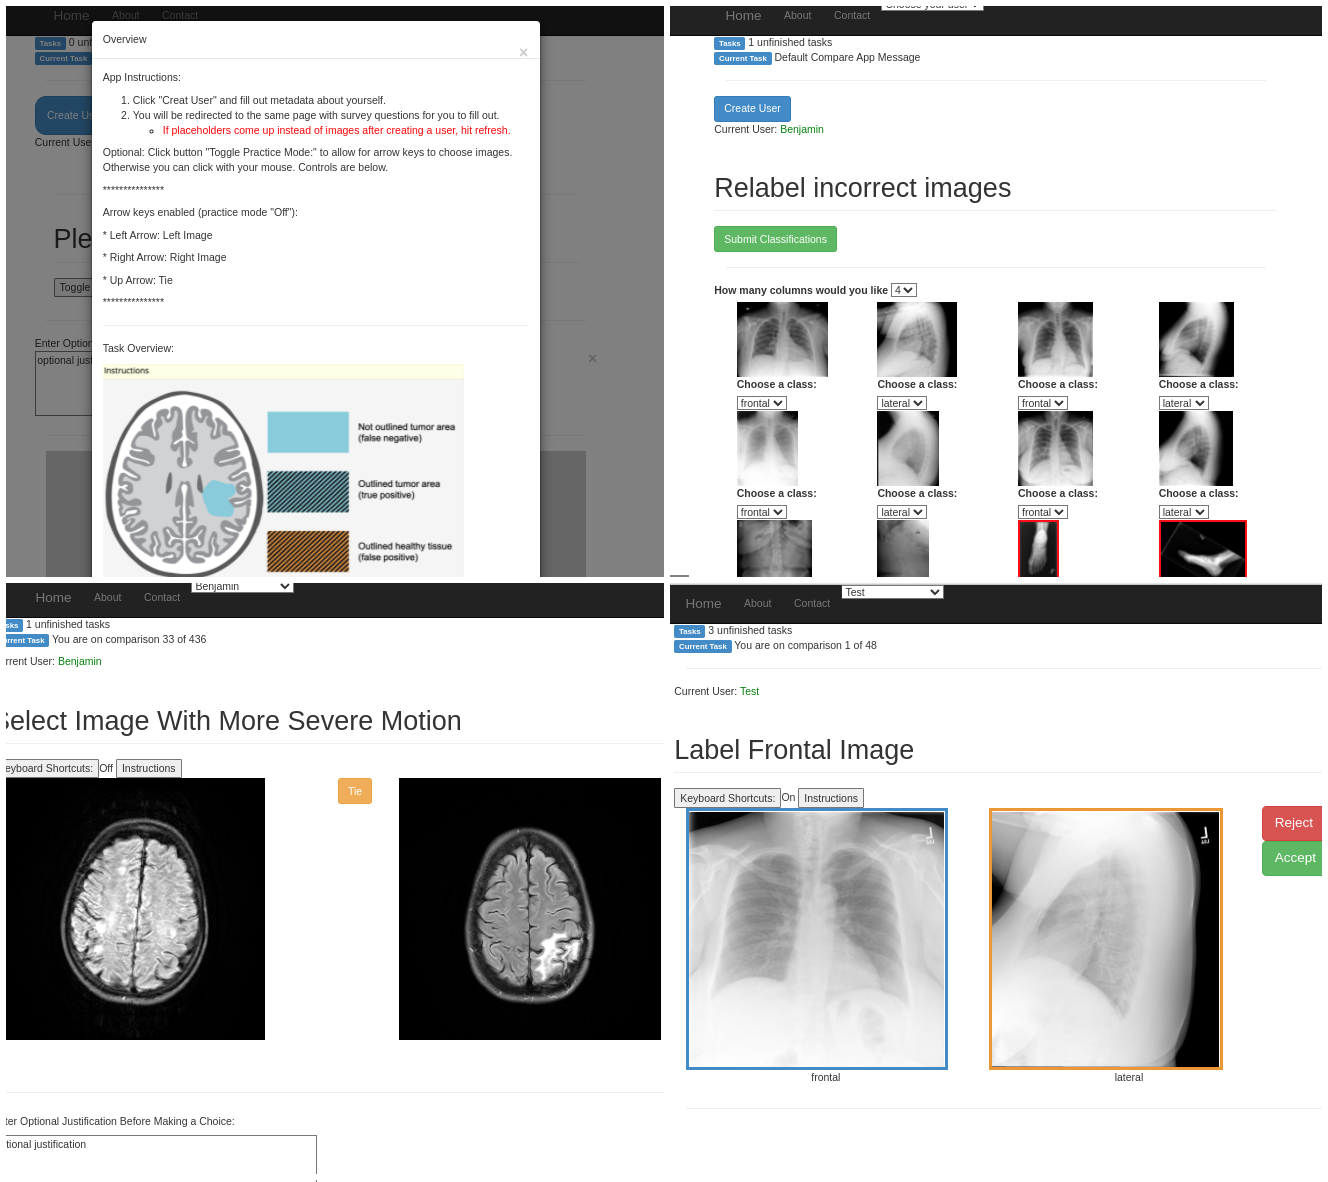 Home About Contact
Overview
×
Tasks 0 unf
Current Task
App Instructions:
1. Click "Creat User" and fill out metadata about yourself.
2. You will be redirected to the same page with survey questions for you to fill out.
If placeholders come up instead of images after creating a user, hit refresh.
Create Us
Current Use
Optional: Click button "Toggle Practice Mode:" to allow for arrow keys to choose images.
Otherwise you can click with your mouse. Controls are below.
***************
Arrow keys enabled (practice mode "Off"):
* Left Arrow: Left Image
* Right Arrow: Right Image
* Up Arrow: Tie
***************
Ple
Toggle
Enter Option
optional just
×
Task Overview:
Instructions
Not outlined tumor area
(false negative)
Outlined tumor area
(true positive)
Outlined healthy tissue
(false positive)
Home About Contact Choose your user
Tasks 1 unfinished tasks
Current Task Default Compare App Message
Create User
Current User: Benjamin
Relabel incorrect images
Submit Classifications
How many columns would you like 4
Choose a class: Choose a class: Choose a class: Choose a class:
frontal lateral frontal lateral
Choose a class: Choose a class: Choose a class: Choose a class:
frontal lateral frontal lateral
Home About Contact Benjamin
sks 1 unfinished tasks
rrent Task You are on comparison 33 of 436
rrent User: Benjamin
Select Image With More Severe Motion
eyboard Shortcuts: Off Instructions
Tie
ter Optional Justification Before Making a Choice:
tional justification
Home About Contact Test
Tasks 3 unfinished tasks
Current Task You are on comparison 1 of 48
Current User: Test
Label Frontal Image
Keyboard Shortcuts: On Instructions
Reject
Accept
frontal lateral